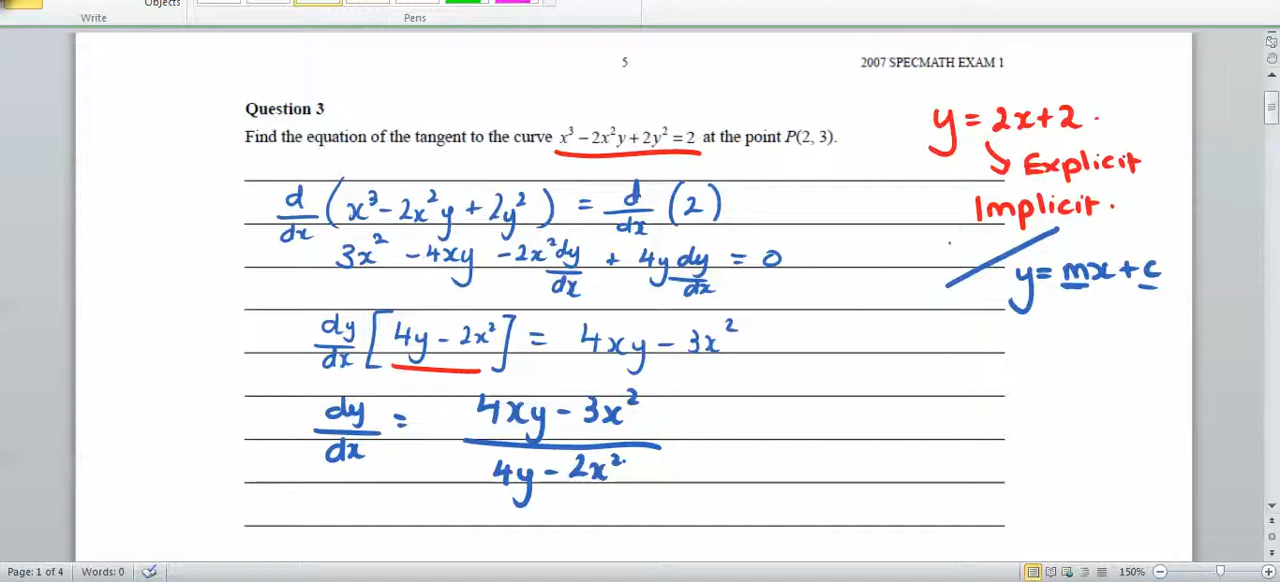 Objects
Write
Pens
5
2007 SPECMATH EXAM 1
Question 3
Find the equation of the tangent to the curve x³ − 2x²y + 2y² = 2 at the point P(2, 3).
y = 2x+2 .
Explicit
Implicit .
y = mx + c
d/dx (x³ - 2x²y + 2y²) = d/dx (2)
3x² - 4xy - 2x² dy/dx + 4y dy/dx = 0
dy/dx [4y - 2x²] = 4xy - 3x²
dy/dx = (4xy - 3x²)/(4y - 2x²)
Page: 1 of 4
Words: 0
150%